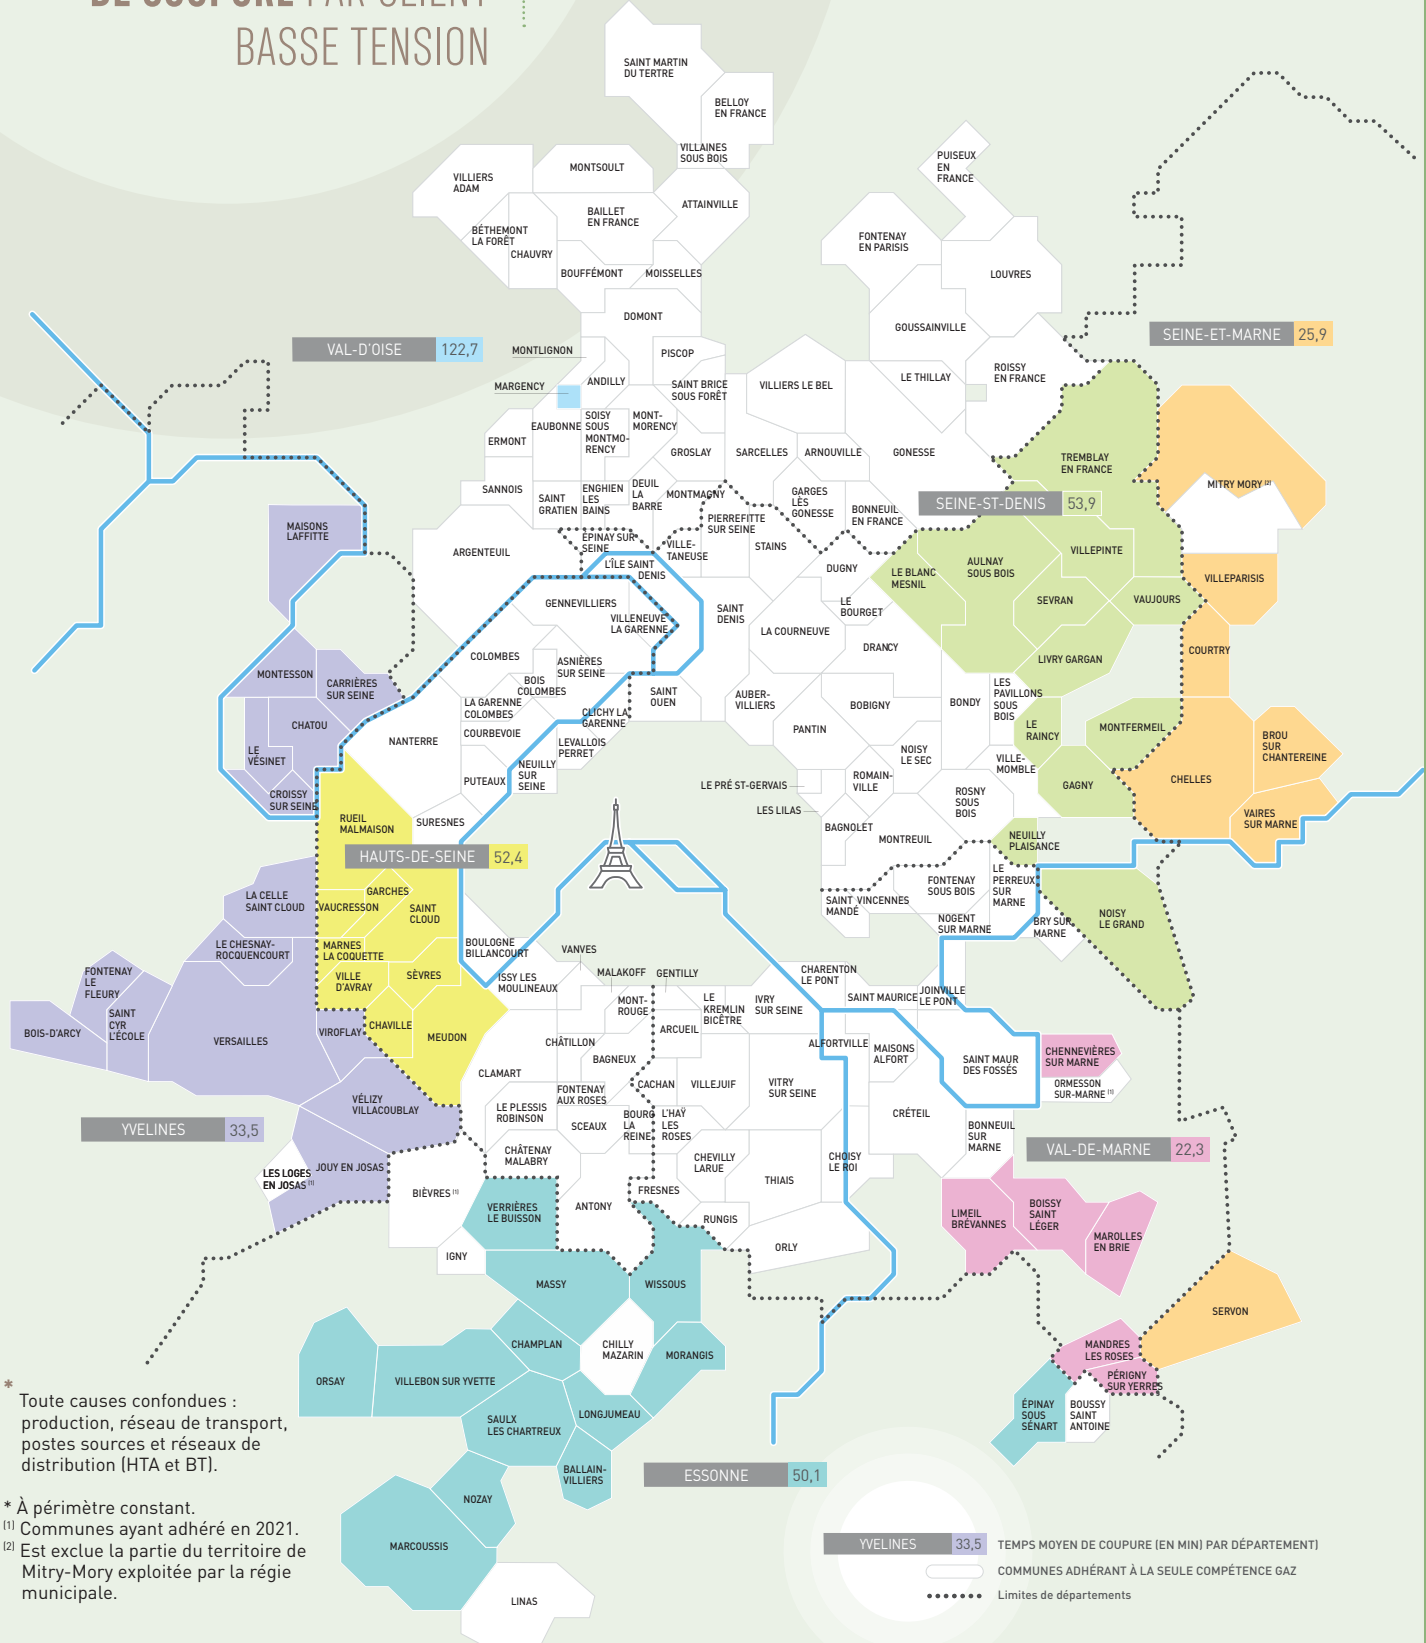 BASSE TENSION
SAINT MARTIN
DU TERTRE
BELLOY
EN FRANCE
VILLAINES
SOUS BOIS
VILLIERS
ADAM
MONTSOULT
BAILLET
EN FRANCE
ATTAINVILLE
BÉTHEMONT
LA FORÊT
CHAUVRY
BOUFFÉMONT
MOISSELLES
DOMONT
PUISEUX
EN
FRANCE
FONTENAY
EN PARISIS
LOUVRES
GOUSSAINVILLE
SEINE-ET-MARNE 25,9
VAL-D'OISE 122,7
MONTLIGNON
PISCOP
MARGENCY
ANDILLY
SAINT BRICE
SOUS FORÊT
VILLIERS LE BEL
LE THILLAY
ROISSY
EN FRANCE
EAUBONNE
SOISY
SOUS
MONTMO-
RENCY
MONT-
MORENCY
ERMONT
GROSLAY
SARCELLES
ARNOUVILLE
GONESSE
TREMBLAY
EN FRANCE
MITRY MORY (2)
SANNOIS
SAINT
GRATIEN
ENGHIEN
LES
BAINS
DEUIL
LA
BARRE
MONTMAGNY
GARGES
LÈS
GONESSE
BONNEUIL
EN FRANCE
SEINE-ST-DENIS 53,9
MAISONS
LAFFITTE
ARGENTEUIL
ÉPINAY SUR
SEINE
VILLE-
TANEUSE
PIERREFITTE
SUR SEINE
STAINS
L'ÎLE SAINT
DENIS
DUGNY
LE BLANC
MESNIL
AULNAY
SOUS BOIS
VILLEPINTE
VILLEPARISIS
GENNEVILLIERS
VILLENEUVE
LA GARENNE
SAINT
DENIS
LE
BOURGET
SEVRAN
VAUJOURS
LA COURNEUVE
DRANCY
LIVRY GARGAN
COURTRY
MONTESSON
CARRIÈRES
SUR SEINE
COLOMBES
ASNIÈRES
SUR SEINE
BOIS
COLOMBES
LA GARENNE
COLOMBES
CLICHY LA
GARENNE
SAINT
OUEN
AUBER-
VILLIERS
BOBIGNY
BONDY
LES
PAVILLONS
SOUS
BOIS
CHATOU
LE
VÉSINET
CROISSY
SUR SEINE
NANTERRE
COURBEVOIE
LEVALLOIS
PERRET
PANTIN
LE
RAINCY
MONTFERMEIL
BROU
SUR
CHANTEREINE
PUTEAUX
NEUILLY
SUR
SEINE
NOISY
LE SEC
VILLE-
MOMBLE
GAGNY
CHELLES
LE PRÉ ST-GERVAIS
ROMAIN-
VILLE
ROSNY
SOUS
BOIS
LES LILAS
VAIRES
SUR MARNE
RUEIL
MALMAISON
SURESNES
BAGNOLET
MONTREUIL
NEUILLY
PLAISANCE
HAUTS-DE-SEINE 52,4
GARCHES
VAUCRESSON
SAINT
CLOUD
LA CELLE
SAINT CLOUD
SAINT
MANDÉ
VINCENNES
FONTENAY
SOUS BOIS
LE
PERREUX
SUR
MARNE
NOGENT
SUR MARNE
BRY SUR
MARNE
NOISY
LE GRAND
LE CHESNAY-
ROCQUENCOURT
MARNES
LA COQUETTE
VILLE
D'AVRAY
SÈVRES
BOULOGNE
BILLANCOURT
VANVES
ISSY LES
MOULINEAUX
MALAKOFF
GENTILLY
CHARENTON
LE PONT
SAINT MAURICE
JOINVILLE
LE PONT
FONTENAY
LE
FLEURY
SAINT
CYR
L'ÉCOLE
BOIS-D'ARCY
VERSAILLES
VIROFLAY
CHAVILLE
MEUDON
MONT-
ROUGE
LE
KREMLIN
BICÊTRE
IVRY
SUR SEINE
ARCUEIL
ALFORTVILLE
MAISONS
ALFORT
SAINT MAUR
DES FOSSÉS
CHENNEVIÈRES
SUR MARNE
ORMESSON
SUR-MARNE (1)
CHÂTILLON
BAGNEUX
CLAMART
CACHAN
VILLEJUIF
VITRY
SUR SEINE
FONTENAY
AUX ROSES
LE PLESSIS
ROBINSON
SCEAUX
BOURG
LA
REINE
L'HAŸ
LES
ROSES
CRÉTEIL
BONNEUIL
SUR
MARNE
VÉLIZY
VILLACOUBLAY
YVELINES 33,5
CHÂTENAY
MALABRY
CHEVILLY
LARUE
CHOISY
LE ROI
THIAIS
VAL-DE-MARNE 22,3
LES LOGES
EN JOSAS (1)
JOUY EN JOSAS
BIÈVRES (1)
VERRIÈRES
LE BUISSON
ANTONY
FRESNES
RUNGIS
ORLY
LIMEIL
BRÉVANNES
BOISSY
SAINT
LÉGER
MAROLLES
EN BRIE
IGNY
MASSY
WISSOUS
SERVON
CHAMPLAN
CHILLY
MAZARIN
MORANGIS
MANDRES
LES ROSES
PÉRIGNY
SUR YERRES
ORSAY
VILLEBON SUR YVETTE
SAULX
LES CHARTREUX
LONGJUMEAU
ÉPINAY
SOUS
SÉNART
BOUSSY
SAINT
ANTOINE
BALLAIN-
VILLIERS
ESSONNE 50,1
NOZAY
MARCOUSSIS
LINAS
*
Toute causes confondues :
production, réseau de transport,
postes sources et réseaux de
distribution (HTA et BT).
* À périmètre constant.
(1) Communes ayant adhéré en 2021.
(2) Est exclue la partie du territoire de
Mitry-Mory exploitée par la régie
municipale.
YVELINES 33,5 TEMPS MOYEN DE COUPURE (EN MIN) PAR DÉPARTEMENT)
COMMUNES ADHÉRANT À LA SEULE COMPÉTENCE GAZ
Limites de départements